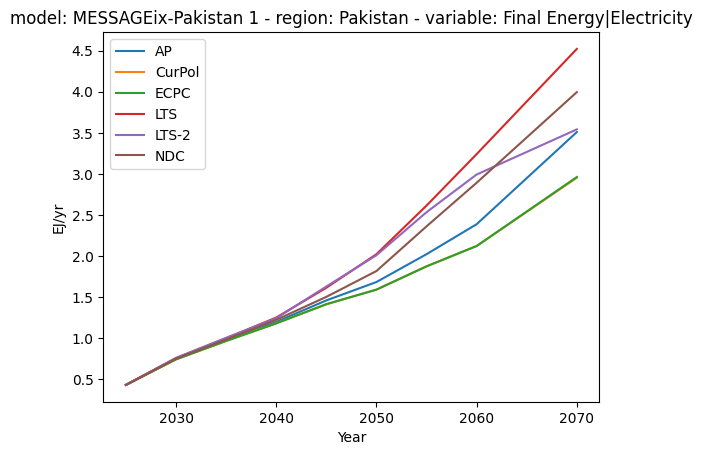 model: MESSAGEix-Pakistan 1 - region: Pakistan - variable: Final Energy|Electricity
AP
CurPol
ECPC
LTS
LTS-2
NDC
EJ/yr
4.5
4.0
3.5
3.0
2.5
2.0
1.5
1.0
0.5
2030
2040
2050
2060
2070
Year